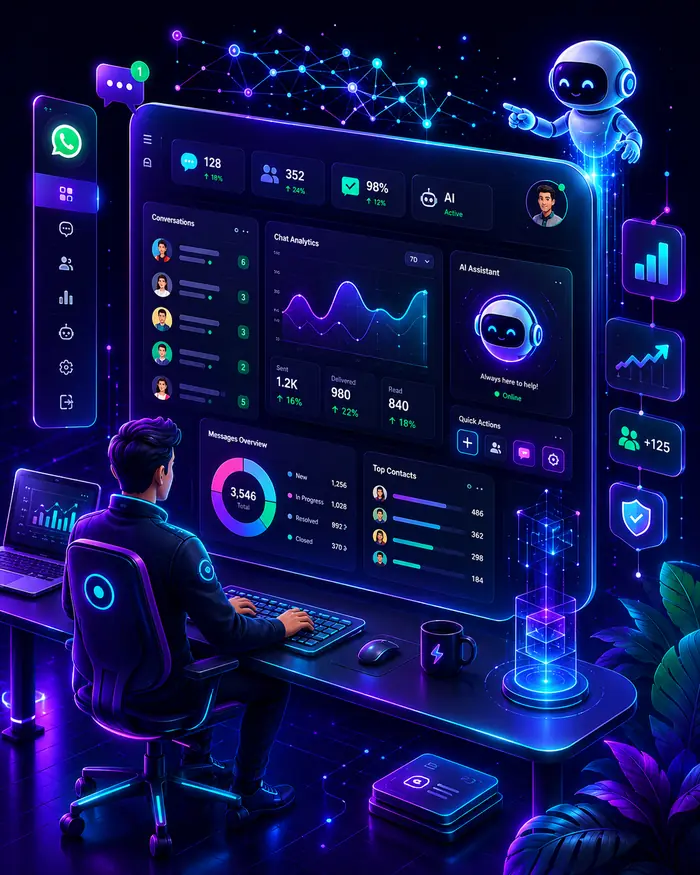 1
128
↑ 18%
352
↑ 24%
98%
↑ 12%
AI
Active
Conversations
6
3
3
2
5
Chat Analytics
7D
Sent
1.2K
↑ 16%
Delivered
980
↑ 22%
Read
840
↑ 18%
AI Assistant
Always here to help!
Online
Quick Actions
+125
Messages Overview
3,546
Total
New 1,256
In Progress 1,028
Resolved 892
Closed 370
Top Contacts
486
362
298
184